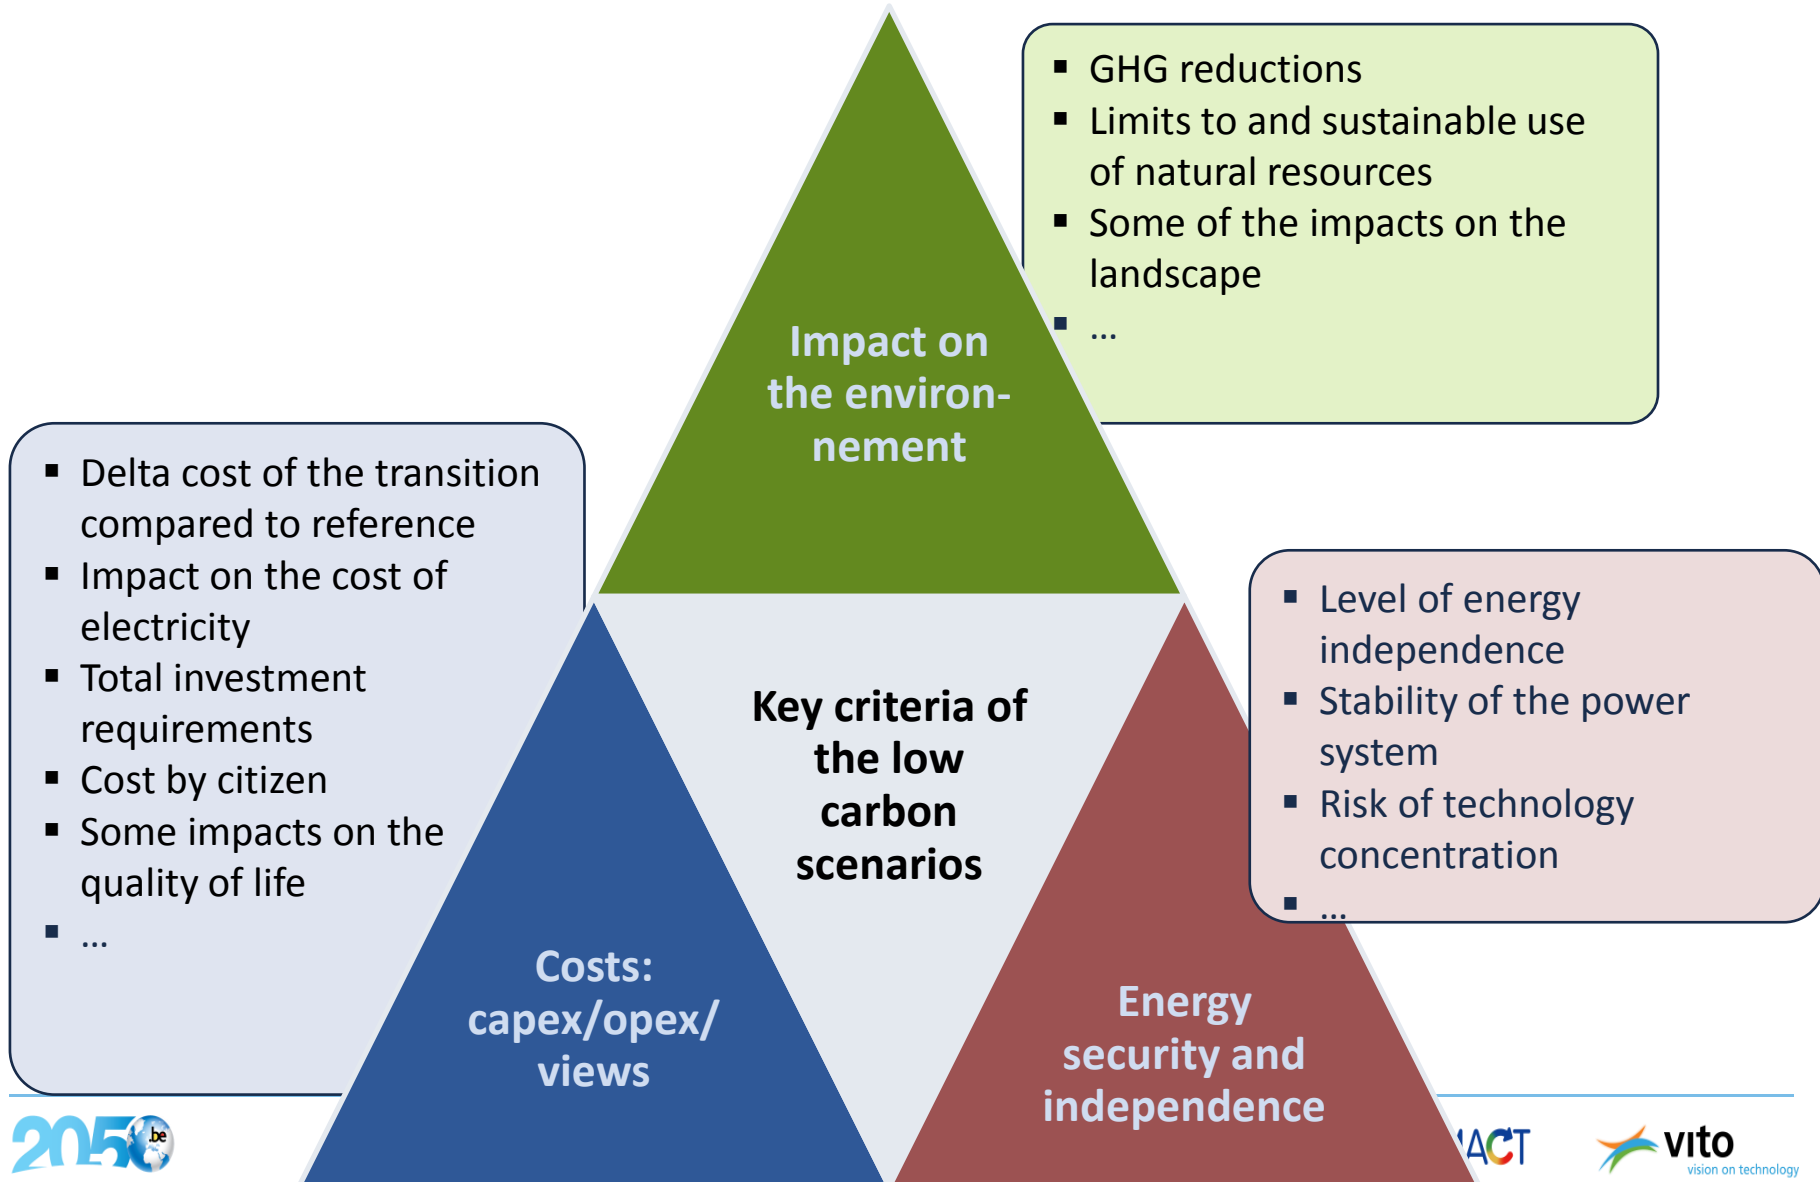 ▪ GHG reductions
▪ Limits to and sustainable use
of natural resources
▪ Some of the impacts on the
landscape
▪ ...
Impact on
the environ-
nement
▪ Delta cost of the transition
compared to reference
▪ Impact on the cost of
electricity
▪ Total investment
requirements
▪ Cost by citizen
▪ Some impacts on the
quality of life
▪ ...
▪ Level of energy
independence
▪ Stability of the power
system
▪ Risk of technology
concentration
▪ ...
Key criteria of
the low
carbon
scenarios
Costs:
capex/opex/
views
Energy
security and
independence
2050.be
ACT
vito
vision on technology